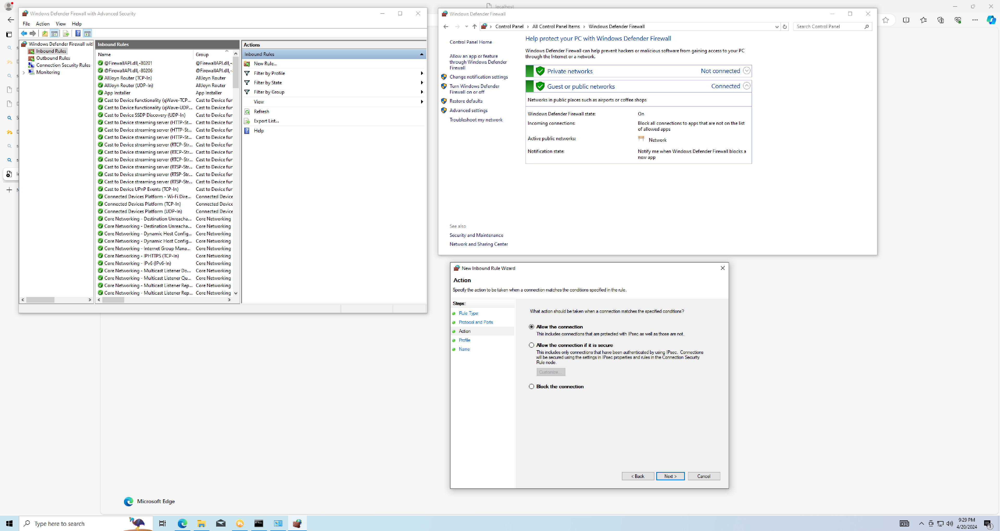 localhost
Windows Defender Firewall with Advanced Security
File Action View Help
Windows Defender Firewall with
Inbound Rules
Outbound Rules
Connection Security Rules
Monitoring
Inbound Rules
Name Group
@FirewallAPI.dll,-80201 @FirewallAPI.dll,-
@FirewallAPI.dll,-80206 @FirewallAPI.dll,-
AllJoyn Router (TCP-In) AllJoyn Router
AllJoyn Router (UDP-In) AllJoyn Router
App Installer App Installer
Cast to Device functionality (qWave-TCP... Cast to Device fun
Cast to Device functionality (qWave-UDP... Cast to Device fun
Cast to Device SSDP Discovery (UDP-In) Cast to Device fun
Cast to Device streaming server (HTTP-St... Cast to Device fun
Cast to Device streaming server (HTTP-St... Cast to Device fun
Cast to Device streaming server (HTTP-St... Cast to Device fun
Cast to Device streaming server (RTCP-Str... Cast to Device fun
Cast to Device streaming server (RTCP-Str... Cast to Device fun
Cast to Device streaming server (RTCP-Str... Cast to Device fun
Cast to Device streaming server (RTSP-Str... Cast to Device fun
Cast to Device streaming server (RTSP-Str... Cast to Device fun
Cast to Device streaming server (RTSP-Str... Cast to Device fun
Cast to Device UPnP Events (TCP-In) Cast to Device fun
Connected Devices Platform - Wi-Fi Dire... Connected Device
Connected Devices Platform (TCP-In) Connected Device
Connected Devices Platform (UDP-In) Connected Device
Core Networking - Destination Unreacha... Core Networking
Core Networking - Destination Unreacha... Core Networking
Core Networking - Dynamic Host Config... Core Networking
Core Networking - Dynamic Host Config... Core Networking
Core Networking - Internet Group Mana... Core Networking
Core Networking - IPHTTPS (TCP-In) Core Networking
Core Networking - IPv6 (IPv6-In) Core Networking
Core Networking - Multicast Listener Do... Core Networking
Core Networking - Multicast Listener Qu... Core Networking
Core Networking - Multicast Listener Rep... Core Networking
Core Networking - Multicast Listener Rep... Core Networking
Actions
Inbound Rules
New Rule...
Filter by Profile
Filter by State
Filter by Group
View
Refresh
Export List...
Help
Windows Defender Firewall
Control Panel > All Control Panel Items > Windows Defender Firewall
Search Control Panel
Control Panel Home
Allow an app or feature
through Windows Defender
Firewall
Change notification settings
Turn Windows Defender
Firewall on or off
Restore defaults
Advanced settings
Troubleshoot my network
See also
Security and Maintenance
Network and Sharing Center
Help protect your PC with Windows Defender Firewall
Windows Defender Firewall can help prevent hackers or malicious software from gaining access to your PC
through the Internet or a network.
Private networks Not connected
Guest or public networks Connected
Networks in public places such as airports or coffee shops
Windows Defender Firewall state: On
Incoming connections: Block all connections to apps that are not on the list
of allowed apps
Active public networks: Network
Notification state: Notify me when Windows Defender Firewall blocks a
new app
New Inbound Rule Wizard
Action
Specify the action to be taken when a connection matches the conditions specified in the rule.
Steps:
Rule Type
Protocol and Ports
Action
Profile
Name
What action should be taken when a connection matches the specified conditions?
Allow the connection
This includes connections that are protected with IPsec as well as those are not.
Allow the connection if it is secure
This includes only connections that have been authenticated by using IPsec. Connections
will be secured using the settings in IPsec properties and rules in the Connection Security
Rule node.
Customize...
Block the connection
< Back Next > Cancel
Microsoft Edge
Type here to search
9:29 PM
4/20/2024
1